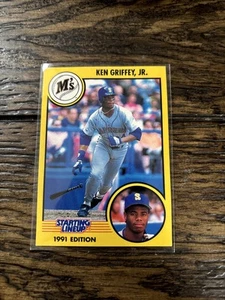 M's
KEN GRIFFEY, JR.
STARTING
LINEUP
1991 EDITION
S